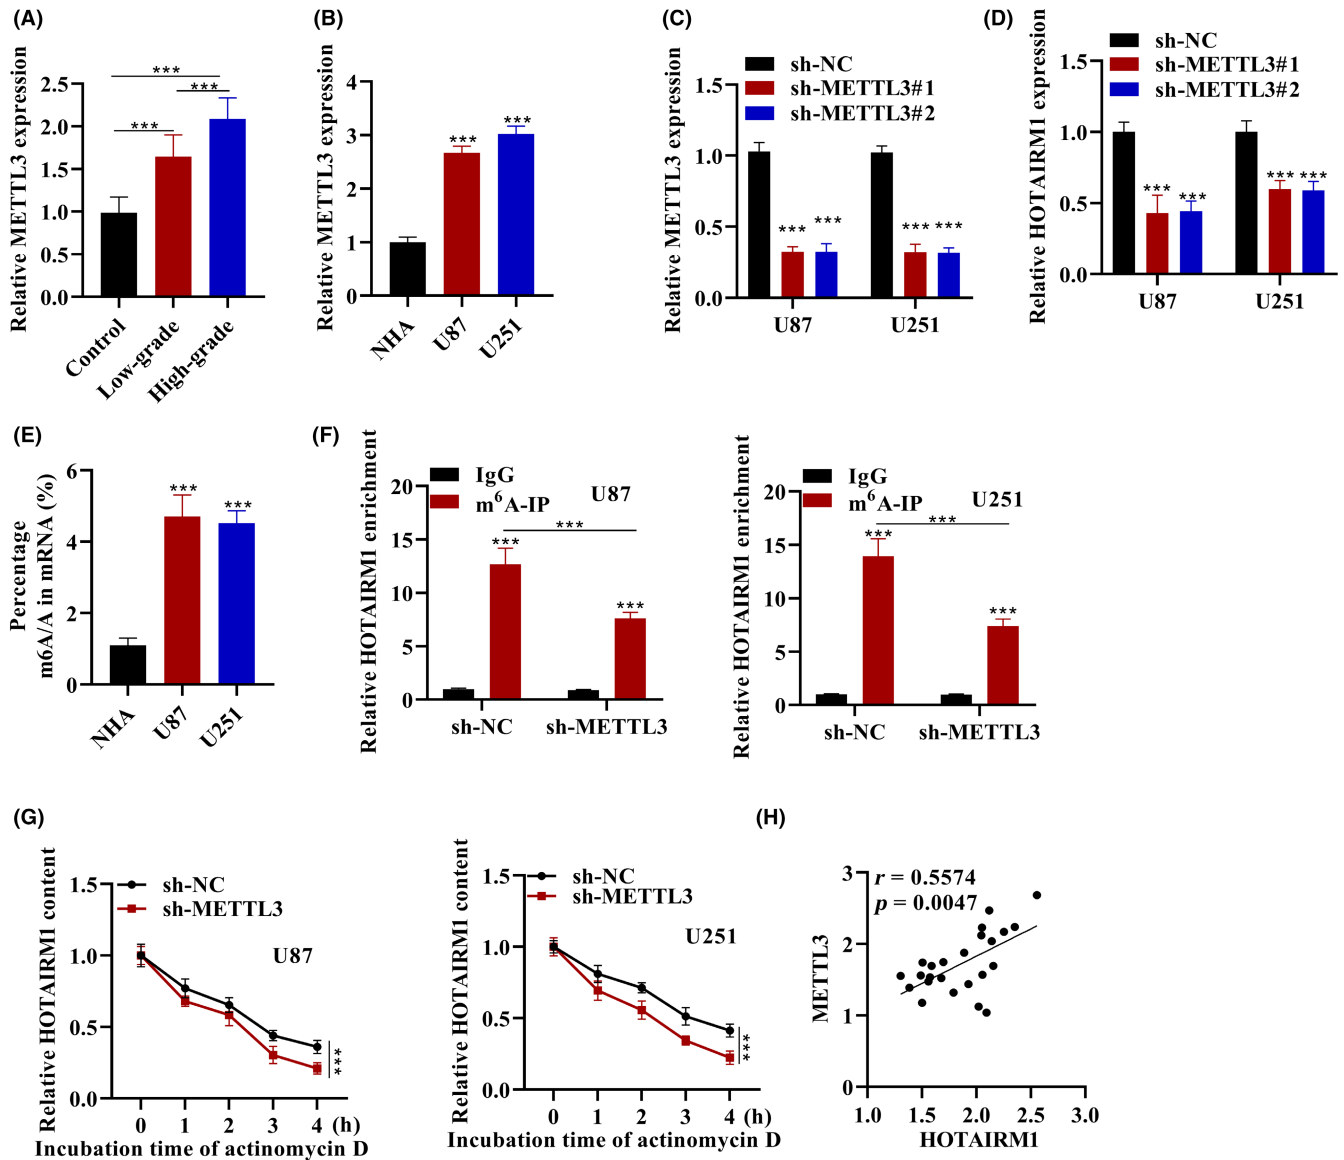 (A)
Relative METTL3 expression
2.5
2.0
1.5
1.0
0.5
0.0
***
***
***
Control
Low-grade
High-grade
(B)
Relative METTL3 expression
4
3
2
1
0
***
***
NHA
U87
U251
(C)
Relative METTL3 expression
sh-NC
sh-METTL3#1
sh-METTL3#2
1.5
1.0
0.5
0.0
***
***
***
***
U87
U251
(D)
Relative HOTAIRM1 expression
sh-NC
sh-METTL3#1
sh-METTL3#2
1.5
1.0
0.5
0.0
***
***
***
***
U87
U251
(E)
Percentage
m6A/A in mRNA (%)
6
4
2
0
***
***
NHA
U87
U251
(F)
Relative HOTAIRM1 enrichment
IgG
m⁶A-IP
U87
20
15
10
5
0
***
***
***
sh-NC
sh-METTL3
Relative HOTAIRM1 enrichment
IgG
m⁶A-IP
U251
20
15
10
5
0
***
***
***
sh-NC
sh-METTL3
(G)
Relative HOTAIRM1 content
sh-NC
sh-METTL3
U87
1.5
1.0
0.5
0.0
***
0 1 2 3 4 (h)
Incubation time of actinomycin D
Relative HOTAIRM1 content
sh-NC
sh-METTL3
U251
1.5
1.0
0.5
0.0
***
0 1 2 3 4 (h)
Incubation time of actinomycin D
(H)
METTL3
r = 0.5574
p = 0.0047
3
2
1
0
1.0 1.5 2.0 2.5 3.0
HOTAIRM1